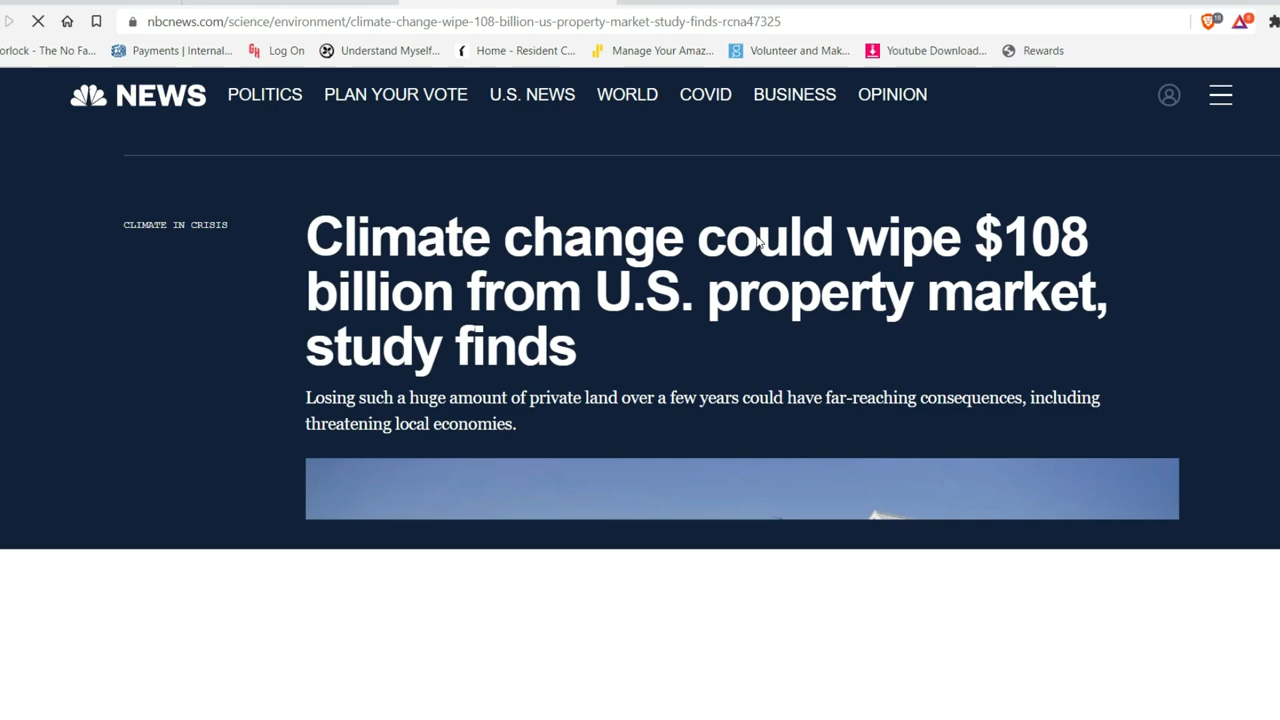 nbcnews.com/science/environment/climate-change-wipe-108-billion-us-property-market-study-finds-rcna47325
10
8
orlock - The No Fa... Payments | Internal... GH Log On Understand Myself... Home - Resident C... Manage Your Amaz... Volunteer and Mak... Youtube Download... Rewards
NEWS POLITICS PLAN YOUR VOTE U.S. NEWS WORLD COVID BUSINESS OPINION
CLIMATE IN CRISIS
Climate change could wipe $108
billion from U.S. property market,
study finds
Losing such a huge amount of private land over a few years could have far-reaching consequences, including
threatening local economies.